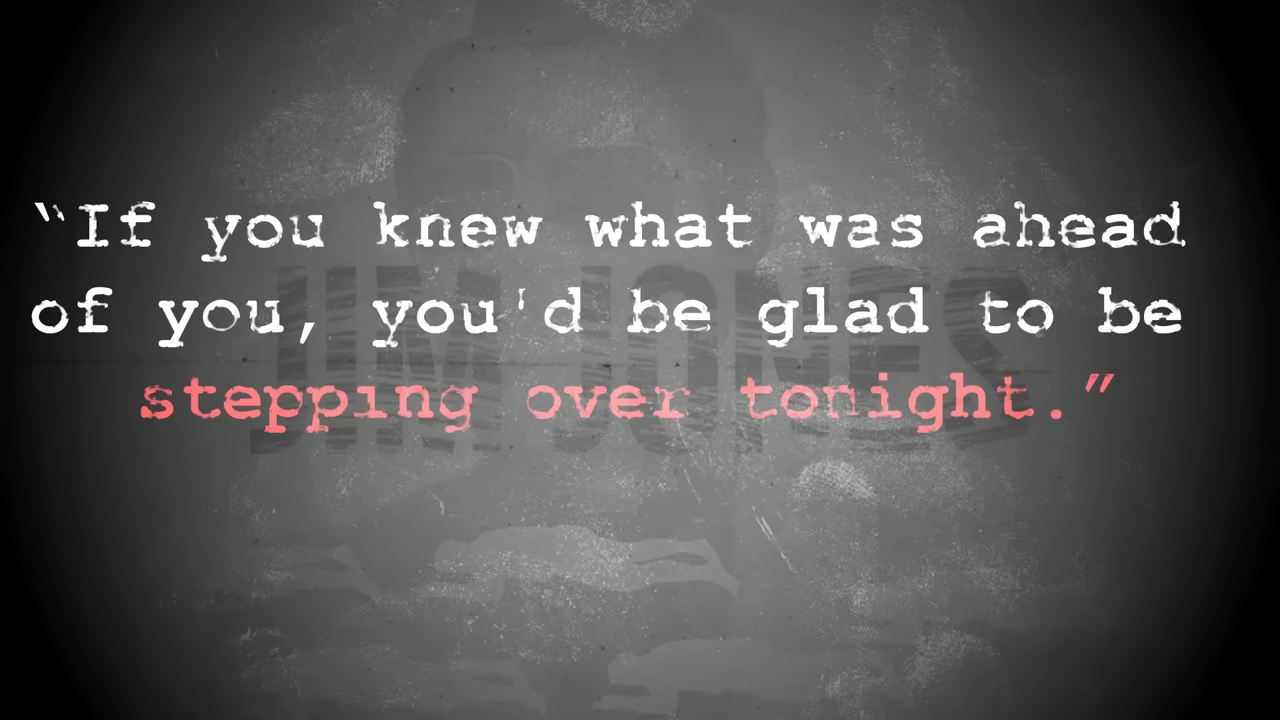 “If you knew what was ahead
of you, you'd be glad to be
stepping over tonight.”
JIM JONES